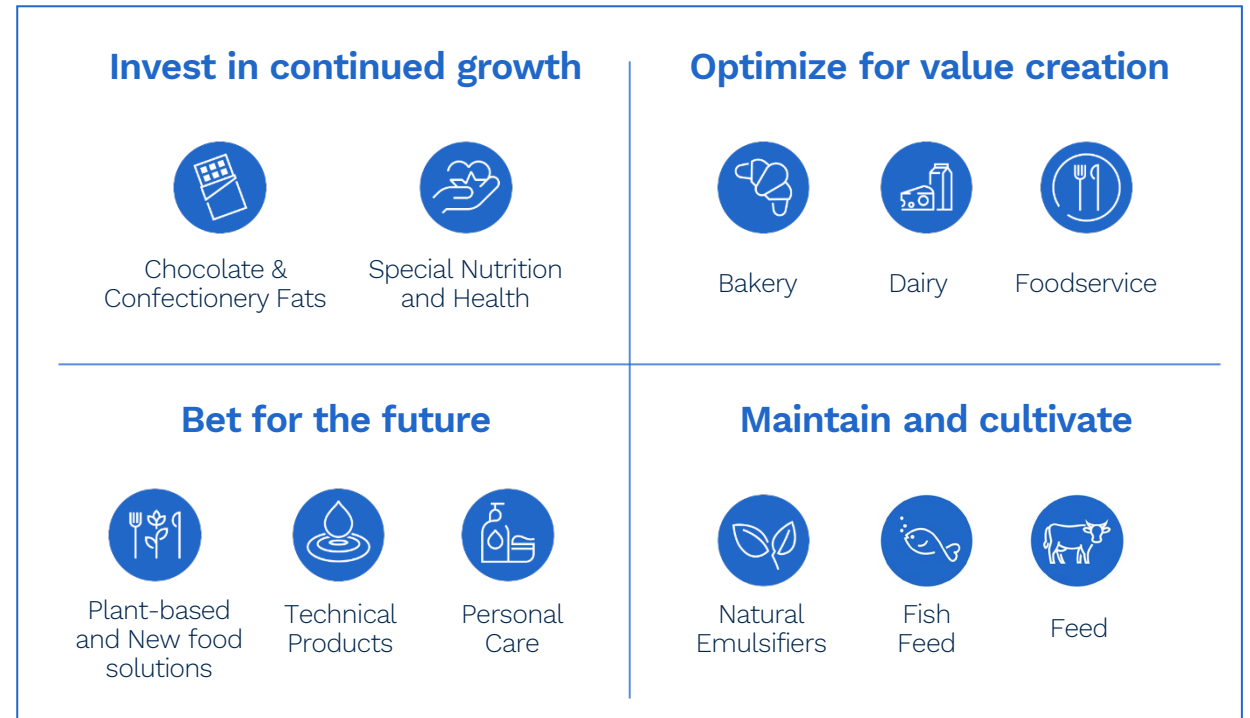 Invest in continued growth
Chocolate &
Confectionery Fats
Special Nutrition
and Health
Optimize for value creation
Bakery
Dairy
Foodservice
Bet for the future
Plant-based
and New food
solutions
Technical
Products
Personal
Care
Maintain and cultivate
Natural
Emulsifiers
Fish
Feed
Feed